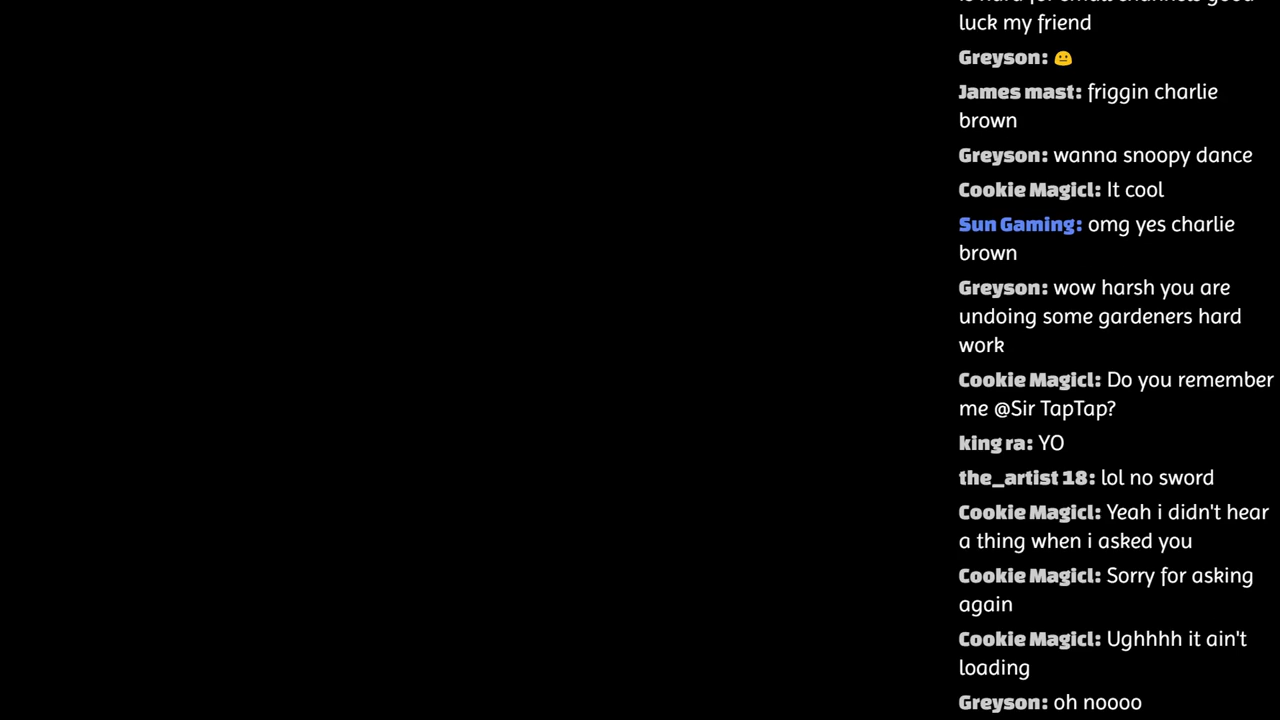 luck my friend
Greyson: 😐
James mast: friggin charlie
brown
Greyson: wanna snoopy dance
Cookie Magicl: It cool
Sun Gaming: omg yes charlie
brown
Greyson: wow harsh you are
undoing some gardeners hard
work
Cookie Magicl: Do you remember
me @Sir TapTap?
king ra: YO
the_artist 18: lol no sword
Cookie Magicl: Yeah i didn't hear
a thing when i asked you
Cookie Magicl: Sorry for asking
again
Cookie Magicl: Ughhhh it ain't
loading
Greyson: oh noooo